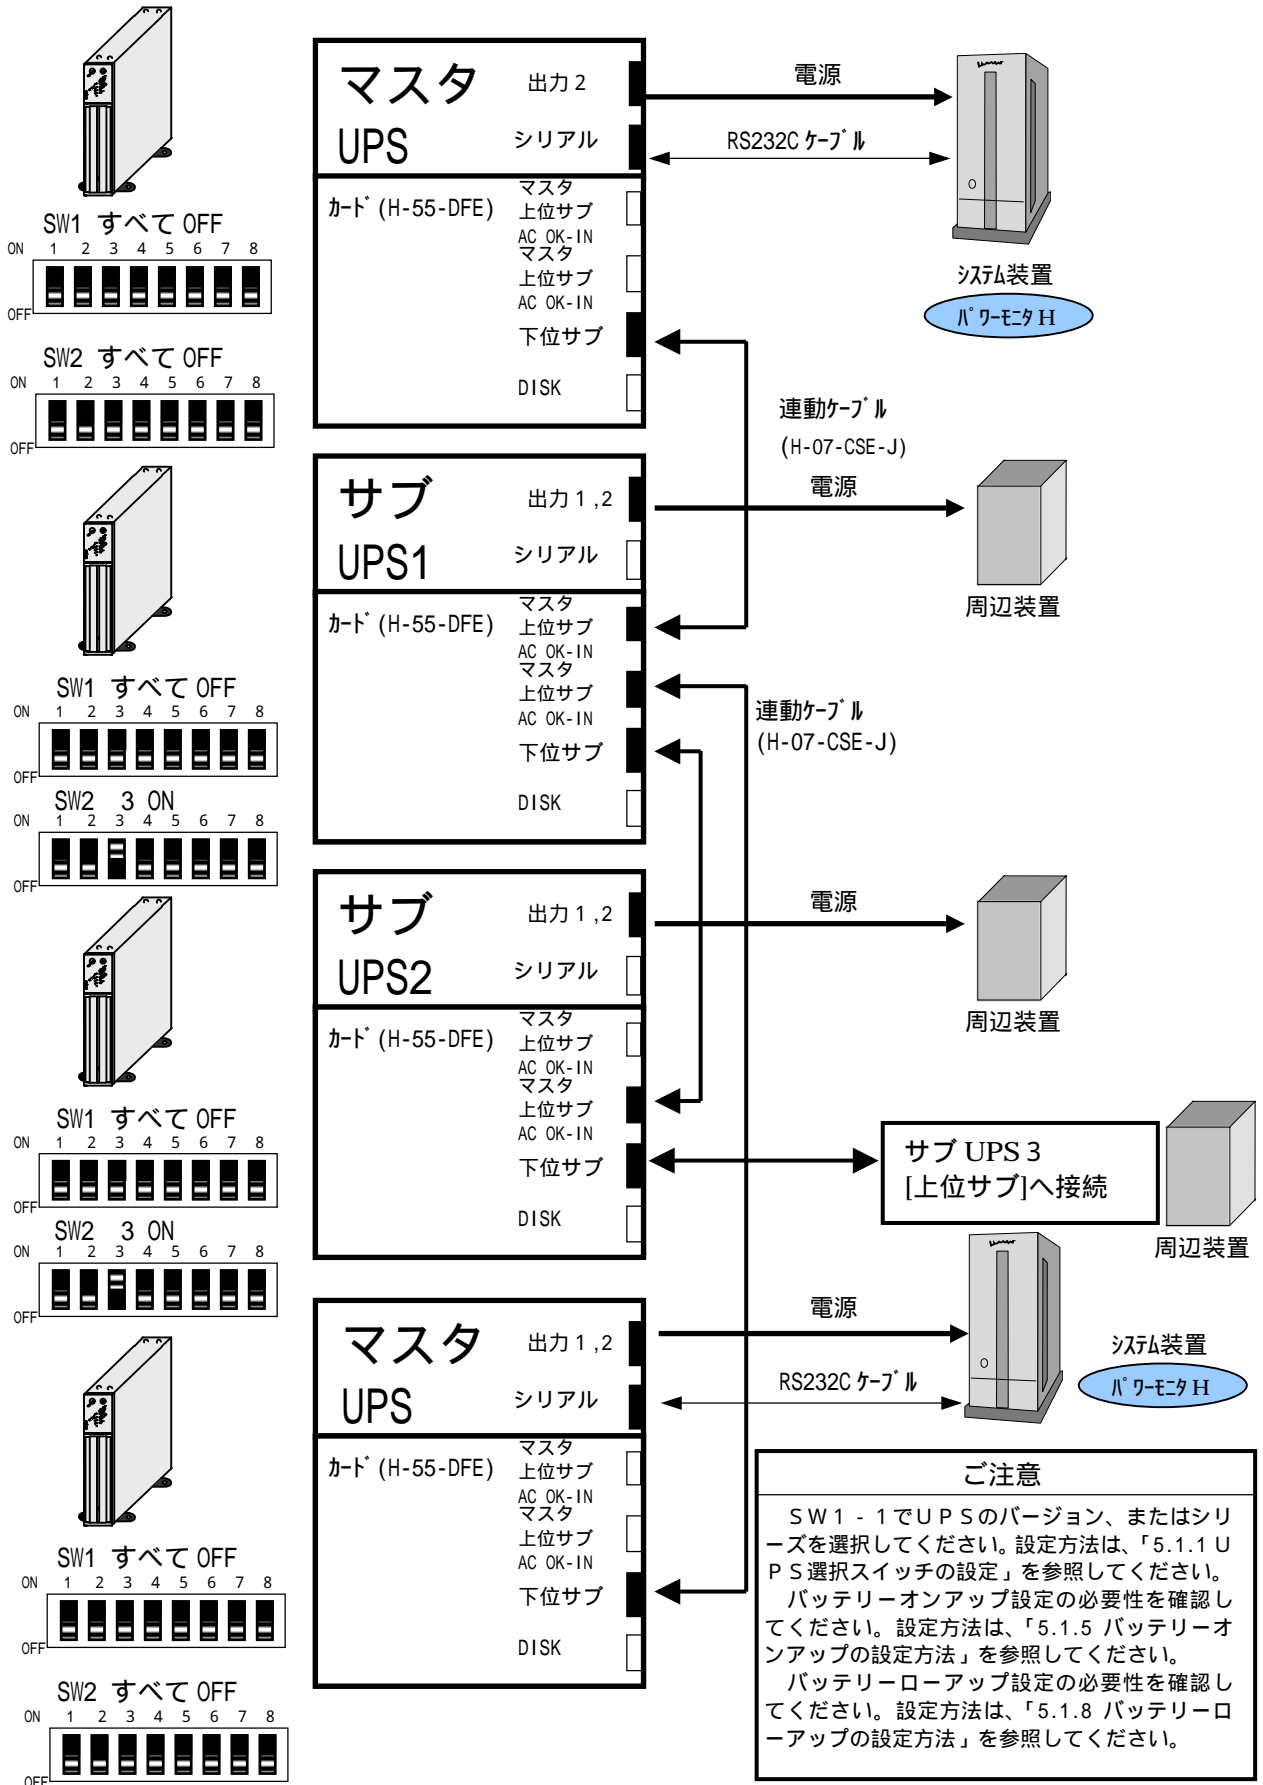 マスタ
UPS
出力 2
シリアル
カード (H-55-DFE)
マスタ
上位サブ
AC OK-IN
マスタ
上位サブ
AC OK-IN
下位サブ
DISK
電源
RS232C ケーブル
システム装置
パワーモニタ H
SW1 すべて OFF
ON 1 2 3 4 5 6 7 8
OFF
SW2 すべて OFF
ON 1 2 3 4 5 6 7 8
OFF
連動ケーブル
(H-07-CSE-J)
サブ
UPS1
出力 1 ,2
シリアル
カード (H-55-DFE)
マスタ
上位サブ
AC OK-IN
マスタ
上位サブ
AC OK-IN
下位サブ
DISK
電源
周辺装置
SW1 すべて OFF
ON 1 2 3 4 5 6 7 8
OFF
SW2 3 ON
ON 1 2 3 4 5 6 7 8
OFF
連動ケーブル
(H-07-CSE-J)
サブ
UPS2
出力 1 ,2
シリアル
カード (H-55-DFE)
マスタ
上位サブ
AC OK-IN
マスタ
上位サブ
AC OK-IN
下位サブ
DISK
電源
周辺装置
SW1 すべて OFF
ON 1 2 3 4 5 6 7 8
OFF
SW2 3 ON
ON 1 2 3 4 5 6 7 8
OFF
サブ UPS 3
[上位サブ]へ接続
周辺装置
マスタ
UPS
出力 1 ,2
シリアル
カード (H-55-DFE)
マスタ
上位サブ
AC OK-IN
マスタ
上位サブ
AC OK-IN
下位サブ
DISK
電源
RS232C ケーブル
システム装置
パワーモニタ H
SW1 すべて OFF
ON 1 2 3 4 5 6 7 8
OFF
SW2 すべて OFF
ON 1 2 3 4 5 6 7 8
OFF
ご注意
SW1 - 1でUPSのバージョン、またはシリ
ーズを選択してください。設定方法は、「5.1.1 U
PS選択スイッチの設定」を参照してください。
バッテリーオンアップ設定の必要性を確認し
てください。設定方法は、「5.1.5 バッテリーオ
ンアップの設定方法」を参照してください。
バッテリーローアップ設定の必要性を確認し
てください。設定方法は、「5.1.8 バッテリーロ
ーアップの設定方法」を参照してください。